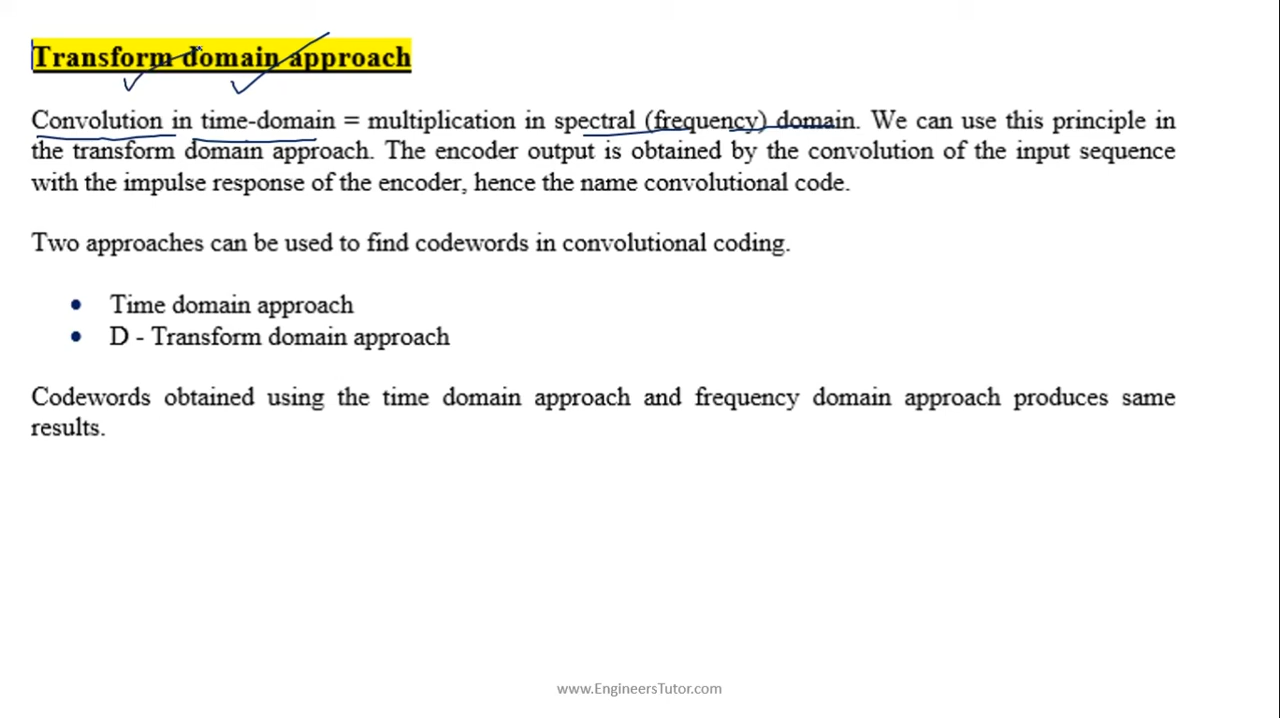 Transform domain approach
Convolution in time-domain = multiplication in spectral (frequency) domain. We can use this principle in
the transform domain approach. The encoder output is obtained by the convolution of the input sequence
with the impulse response of the encoder, hence the name convolutional code.
Two approaches can be used to find codewords in convolutional coding.
• Time domain approach
• D - Transform domain approach
Codewords obtained using the time domain approach and frequency domain approach produces same
results.
www.EngineersTutor.com